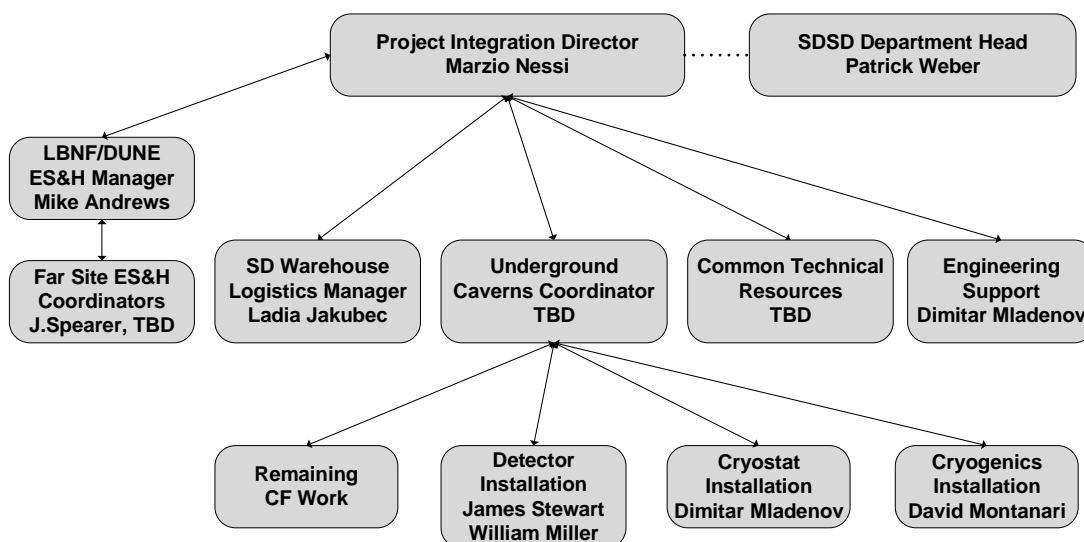 Project Integration Director
Marzio Nessi
SDSD Department Head
Patrick Weber
LBNF/DUNE
ES&H Manager
Mike Andrews
Far Site ES&H
Coordinators
J.Spearer, TBD
SD Warehouse
Logistics Manager
Ladia Jakubec
Underground
Caverns Coordinator
TBD
Common Technical
Resources
TBD
Engineering
Support
Dimitar Mladenov
Remaining
CF Work
Detector
Installation
James Stewart
William Miller
Cryostat
Installation
Dimitar Mladenov
Cryogenics
Installation
David Montanari